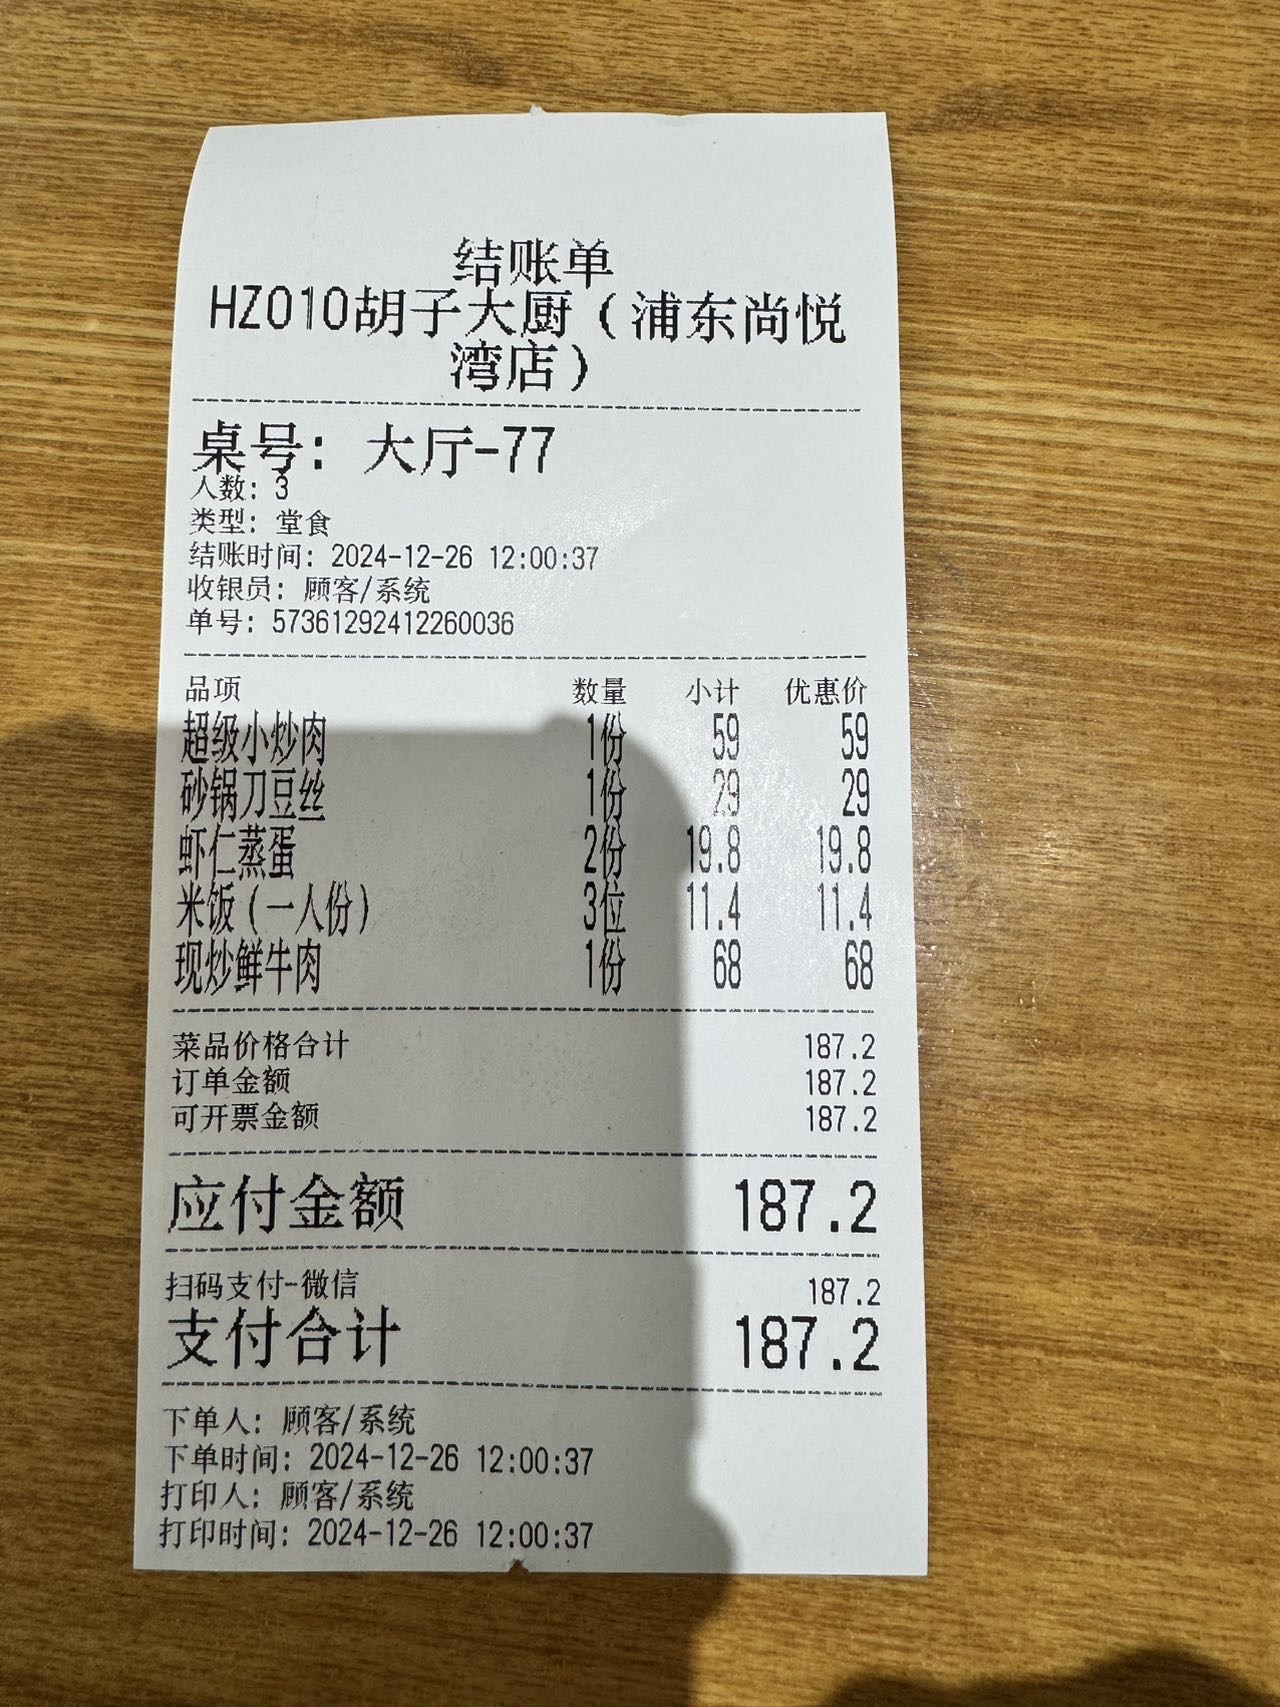 结账单
HZ010胡子大厨(浦东尚悦
湾店)
桌号: 大厅-77
人数: 3
类型: 堂食
结账时间: 2024-12-26 12:00:37
收银员: 顾客/系统
单号: 57361292412260036
品项 数量 小计 优惠价
超级小炒肉 1份 59 59
砂锅刀豆丝 1份 29 29
虾仁蒸蛋 2份 19.8 19.8
米饭(一人份) 3位 11.4 11.4
现炒鲜牛肉 1份 68 68
菜品价格合计 187.2
订单金额 187.2
可开票金额 187.2
应付金额 187.2
扫码支付-微信 187.2
支付合计 187.2
下单人: 顾客/系统
下单时间: 2024-12-26 12:00:37
打印人: 顾客/系统
打印时间: 2024-12-26 12:00:37